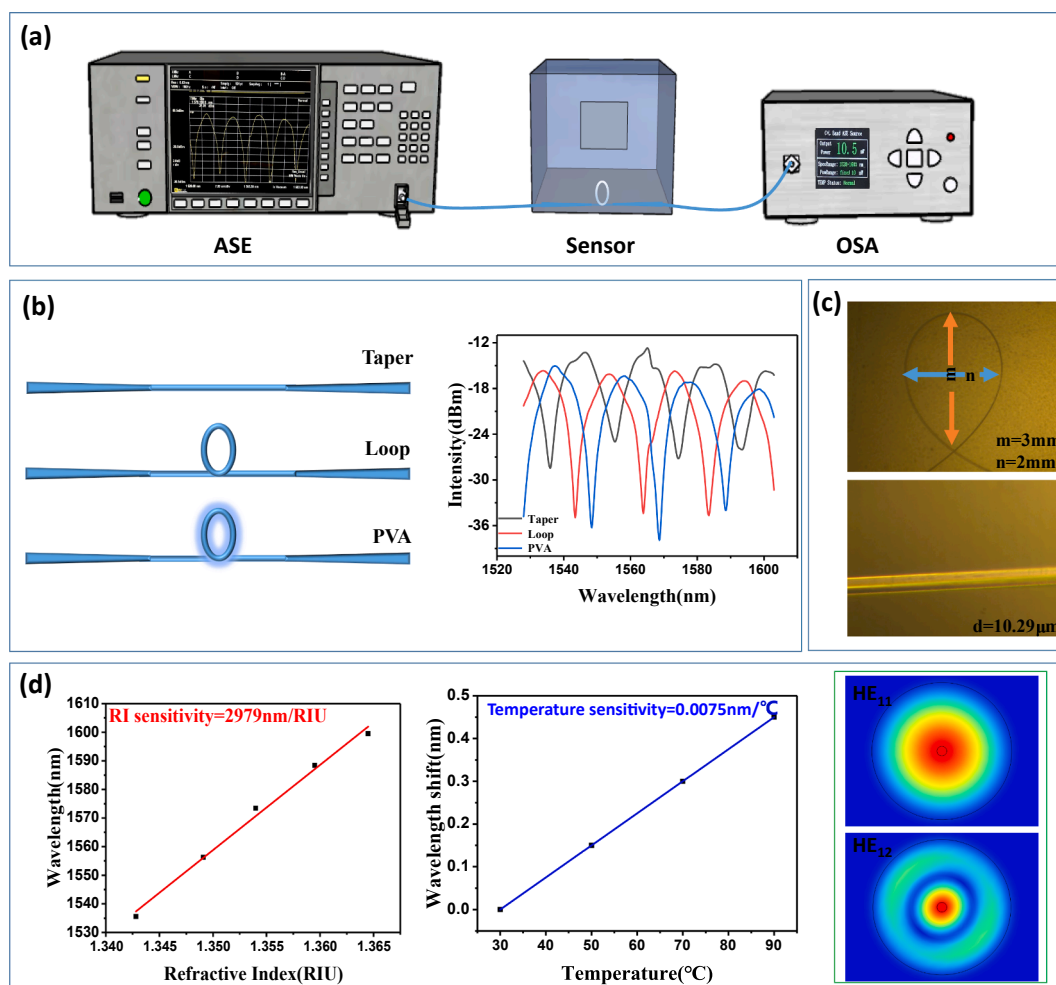 (a)
C+L Band ASE Source
Output
Power
10.5
ASE
Sensor
OSA
(b)
Taper
Loop
PVA
-12
-18
-24
-30
-36
Intensity(dBm)
Taper
Loop
PVA
1520
1540
1560
1580
1600
Wavelength(nm)
(c)
m
n
m=3mm
n=2mm
d=10.29μm
(d)
RI sensitivity=2979nm/RIU
1610
1600
1590
1580
1570
1560
1550
1540
1530
Wavelength(nm)
1.340
1.345
1.350
1.355
1.360
1.365
Refractive Index(RIU)
Temperature sensitivity=0.0075nm/℃
0.5
0.4
0.3
0.2
0.1
0.0
Wavelength shift(nm)
30
40
50
60
70
80
90
Temperature(℃)
HE11
HE12